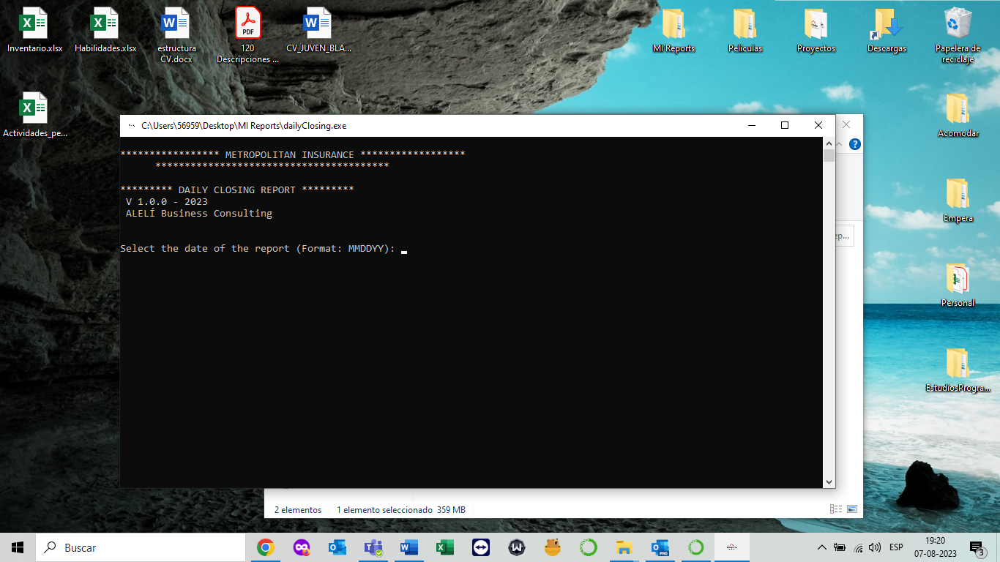 Inventario.xlsx
Habilidades.xlsx
estructura
CV.docx
PDF
120
Descripciones ...
CV_JUVEN_BLA...
MI Reports
Películas
Proyectos
Descargas
Papelera de
reciclaje
Actividades_pe...
Acomodar
Empera
Personal
EstudiosProgra...
C:\Users\56959\Desktop\MI Reports\dailyClosing.exe
***************** METROPOLITAN INSURANCE ******************
****************************************
********* DAILY CLOSING REPORT *********
V 1.0.0 - 2023
ALELÍ Business Consulting
Select the date of the report (Format: MMDDYY):
ep...
2 elementos
1 elemento seleccionado 359 MB
Buscar
PRE
ESP
19:20
07-08-2023
3